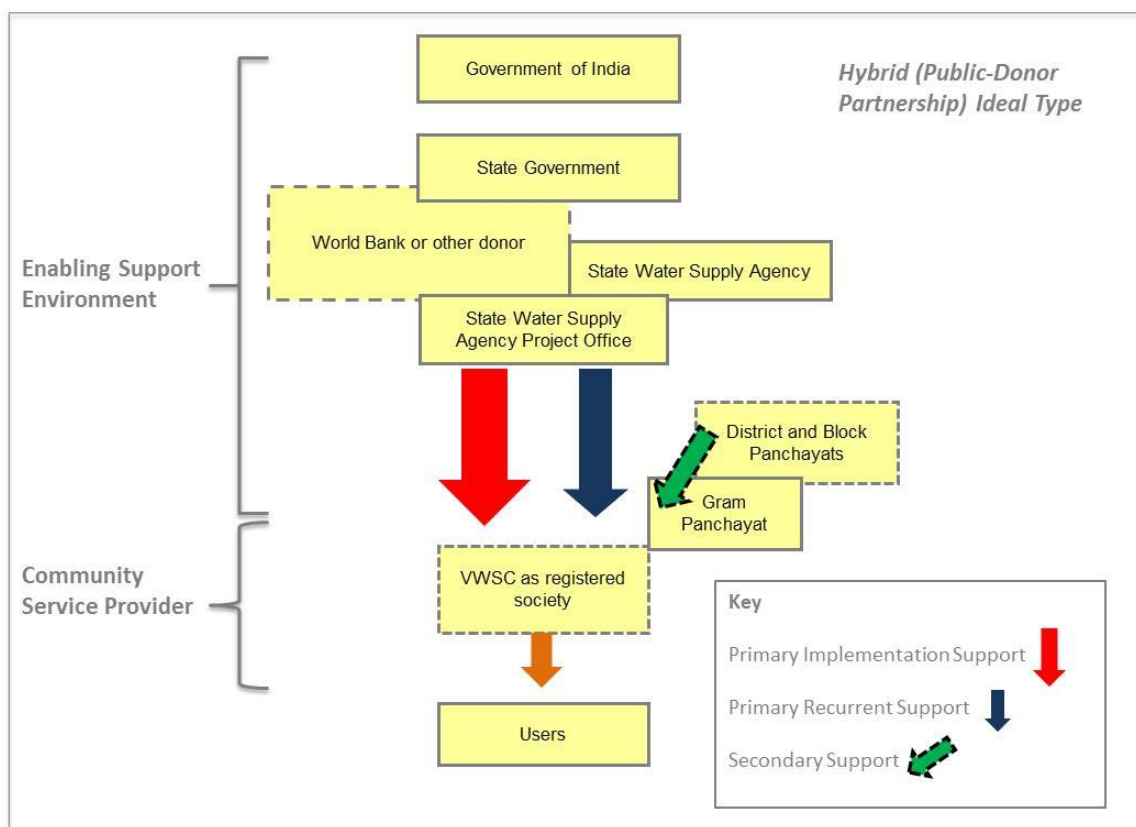 Government of India
Hybrid (Public-Donor
Partnership) Ideal Type
State Government
World Bank or other donor
State Water Supply Agency
Enabling Support
Environment
State Water Supply
Agency Project Office
District and Block
Panchayats
Gram
Panchayat
Community
Service Provider
VWSC as registered
society
Users
Key
Primary Implementation Support
Primary Recurrent Support
Secondary Support